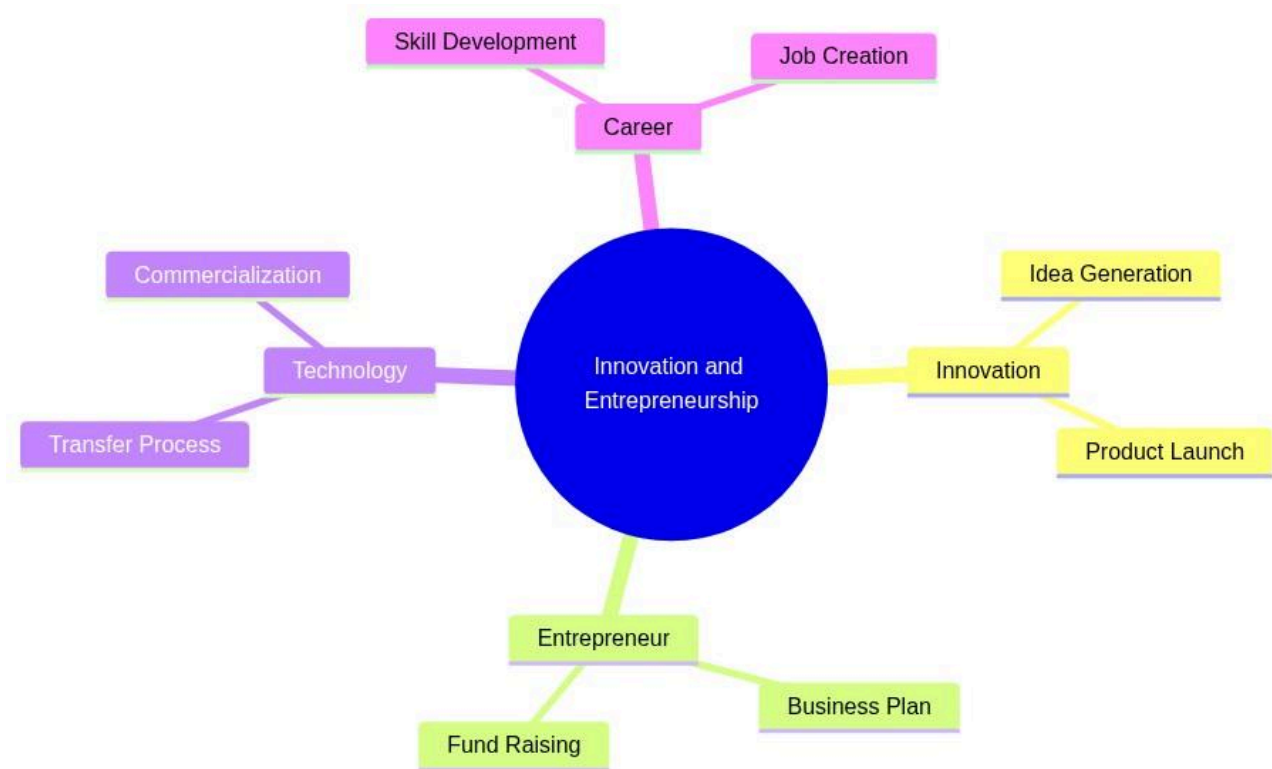 Skill Development
Job Creation
Career
Commercialization
Idea Generation
Technology
Innovation and
Entrepreneurship
Innovation
Transfer Process
Product Launch
Entrepreneur
Business Plan
Fund Raising